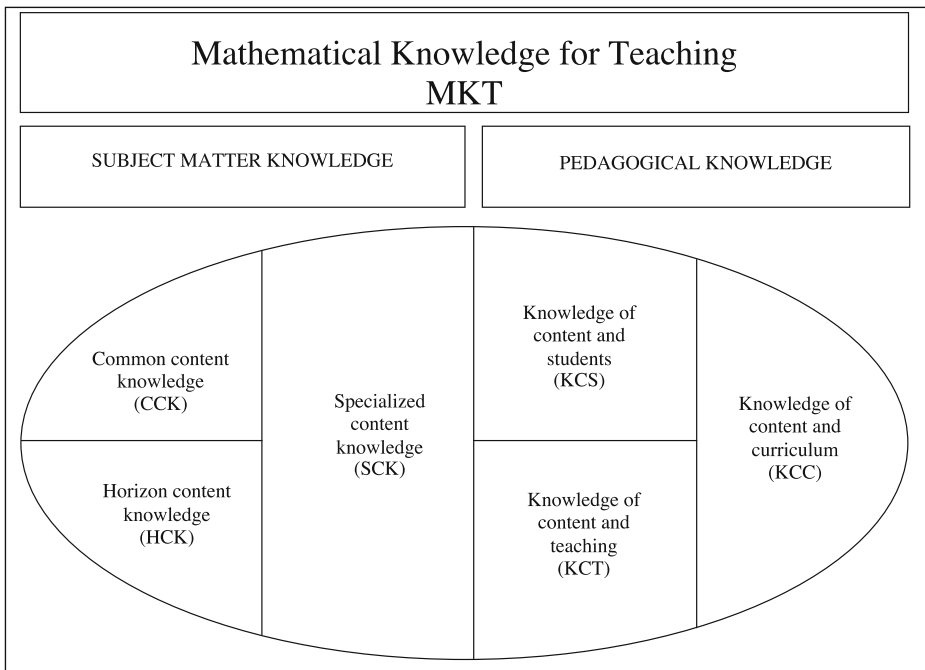 Mathematical Knowledge for Teaching
MKT
SUBJECT MATTER KNOWLEDGE
PEDAGOGICAL KNOWLEDGE
Common content
knowledge
(CCK)
Horizon content
knowledge
(HCK)
Specialized
content
knowledge
(SCK)
Knowledge of
content and
students
(KCS)
Knowledge of
content and
teaching
(KCT)
Knowledge of
content and
curriculum
(KCC)